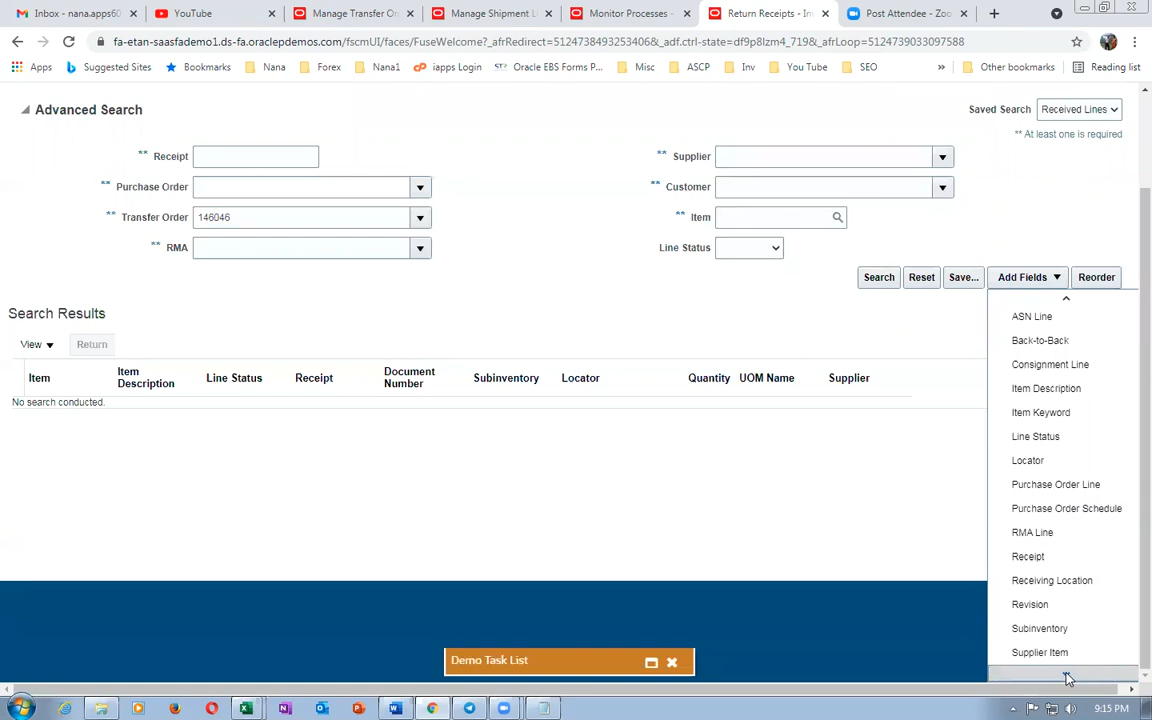 Inbox - nana.apps60
YouTube
Manage Transfer Or
Manage Shipment L
Monitor Processes -
Return Receipts - Inv
Post Attendee - Zoo
fa-etan-saasfademo1.ds-fa.oraclepdemos.com/fscmUI/faces/FuseWelcome?_afrRedirect=5124738493253406&_adf.ctrl-state=df9p8lzm4_719&_afrLoop=5124739033097588
Apps
Suggested Sites
Bookmarks
Nana
Forex
Nana1
iapps Login
Oracle EBS Forms P...
Misc
ASCP
Inv
You Tube
SEO
»
Other bookmarks
Reading list
Advanced Search
Saved Search Received Lines
** At least one is required
** Receipt
** Supplier
** Purchase Order
** Customer
** Transfer Order 146046
** Item
** RMA
Line Status
Search
Reset
Save...
Add Fields
Reorder
Search Results
View
Return
Item
Item Description
Line Status
Receipt
Document Number
Subinventory
Locator
Quantity
UOM Name
Supplier
No search conducted.
ASN Line
Back-to-Back
Consignment Line
Item Description
Item Keyword
Line Status
Locator
Purchase Order Line
Purchase Order Schedule
RMA Line
Receipt
Receiving Location
Revision
Subinventory
Supplier Item
Demo Task List
9:15 PM